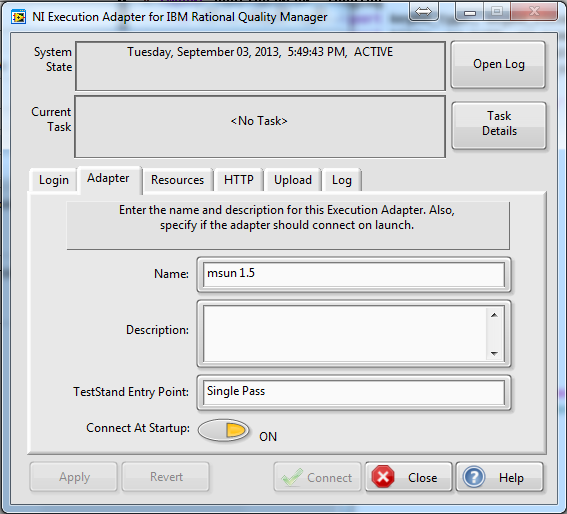 NI Execution Adapter for IBM Rational Quality Manager
System State
Tuesday, September 03, 2013, 5:49:43 PM, ACTIVE
Open Log
Current Task
<No Task>
Task Details
Login Adapter Resources HTTP Upload Log
Enter the name and description for this Execution Adapter. Also,
specify if the adapter should connect on launch.
Name: msun 1.5
Description:
TestStand Entry Point: Single Pass
Connect At Startup: ON
Apply Revert Connect Close Help